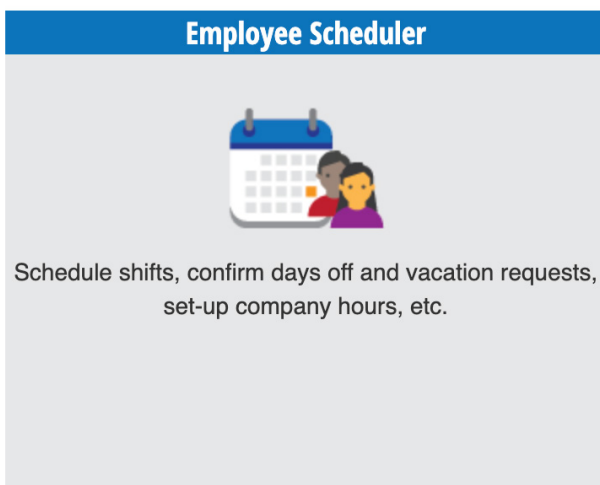 Employee Scheduler
Schedule shifts, confirm days off and vacation requests,
set-up company hours, etc.